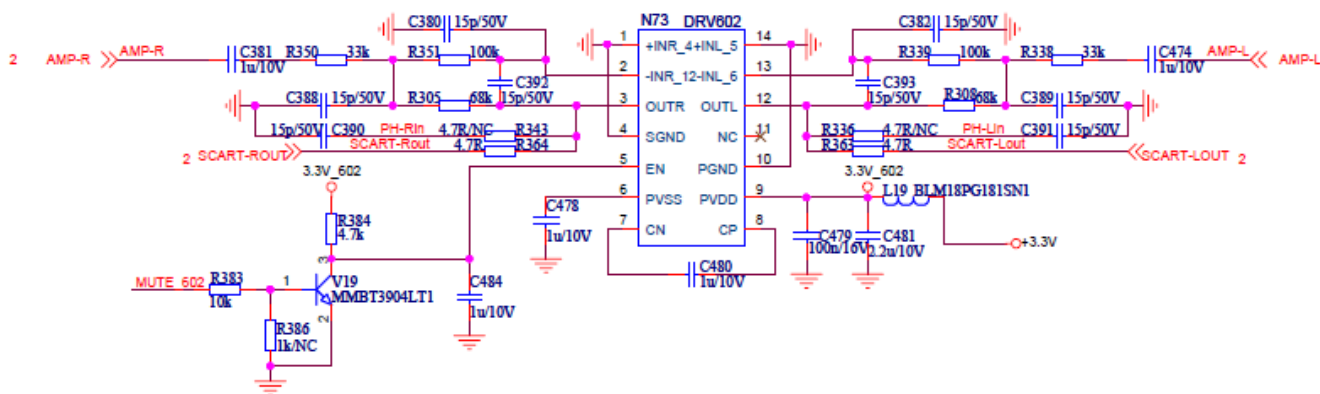 C380 15p/50V
N73 DRV602
C382 15p/50V
2 AMP-R AMP-R
C381
1u/10V
R350 33k
R351 100k
1 +INR_4 +INL_5 14
R339 100k
R338 33k
C474
1u/10V
AMP-L AMP-L
C392
15p/50V
2 -INR_12 -INL_6 13
C393
15p/50V
C388 15p/50V
R305 68k
3 OUTR OUTL 12
R308 68k
C389 15p/50V
15p/50V C390
PH-RIn 4.7R/NC R343
4 SGND NC 11
R336 4.7R/NC PH-Lin C391 15p/50V
2 SCART-ROUT SCART-Rout 4.7R R364
R363 4.7R SCART-Lout SCART-LOUT 2
5 EN PGND 10
3.3V_602
3.3V_602
6 PVSS PVDD 9
L19 BLM18PG181SN1
R384
4.7k
C478
1u/10V
7 CN CP 8
C479
100n/16V
C481
2.2u/10V
+3.3V
C480
1u/10V
3
MUTE_602 R383
10k
1
V19
MMBT3904LT1
2
C484
1u/10V
R386
1k/NC